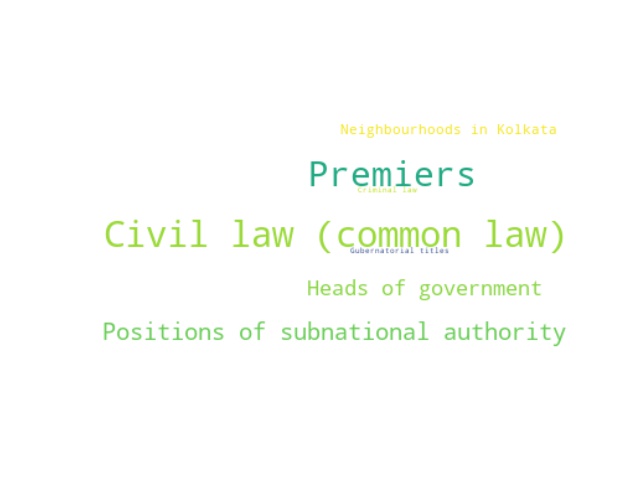 Neighbourhoods in Kolkata
Premiers
Criminal law
Civil law (common law)
Gubernatorial titles
Heads of government
Positions of subnational authority